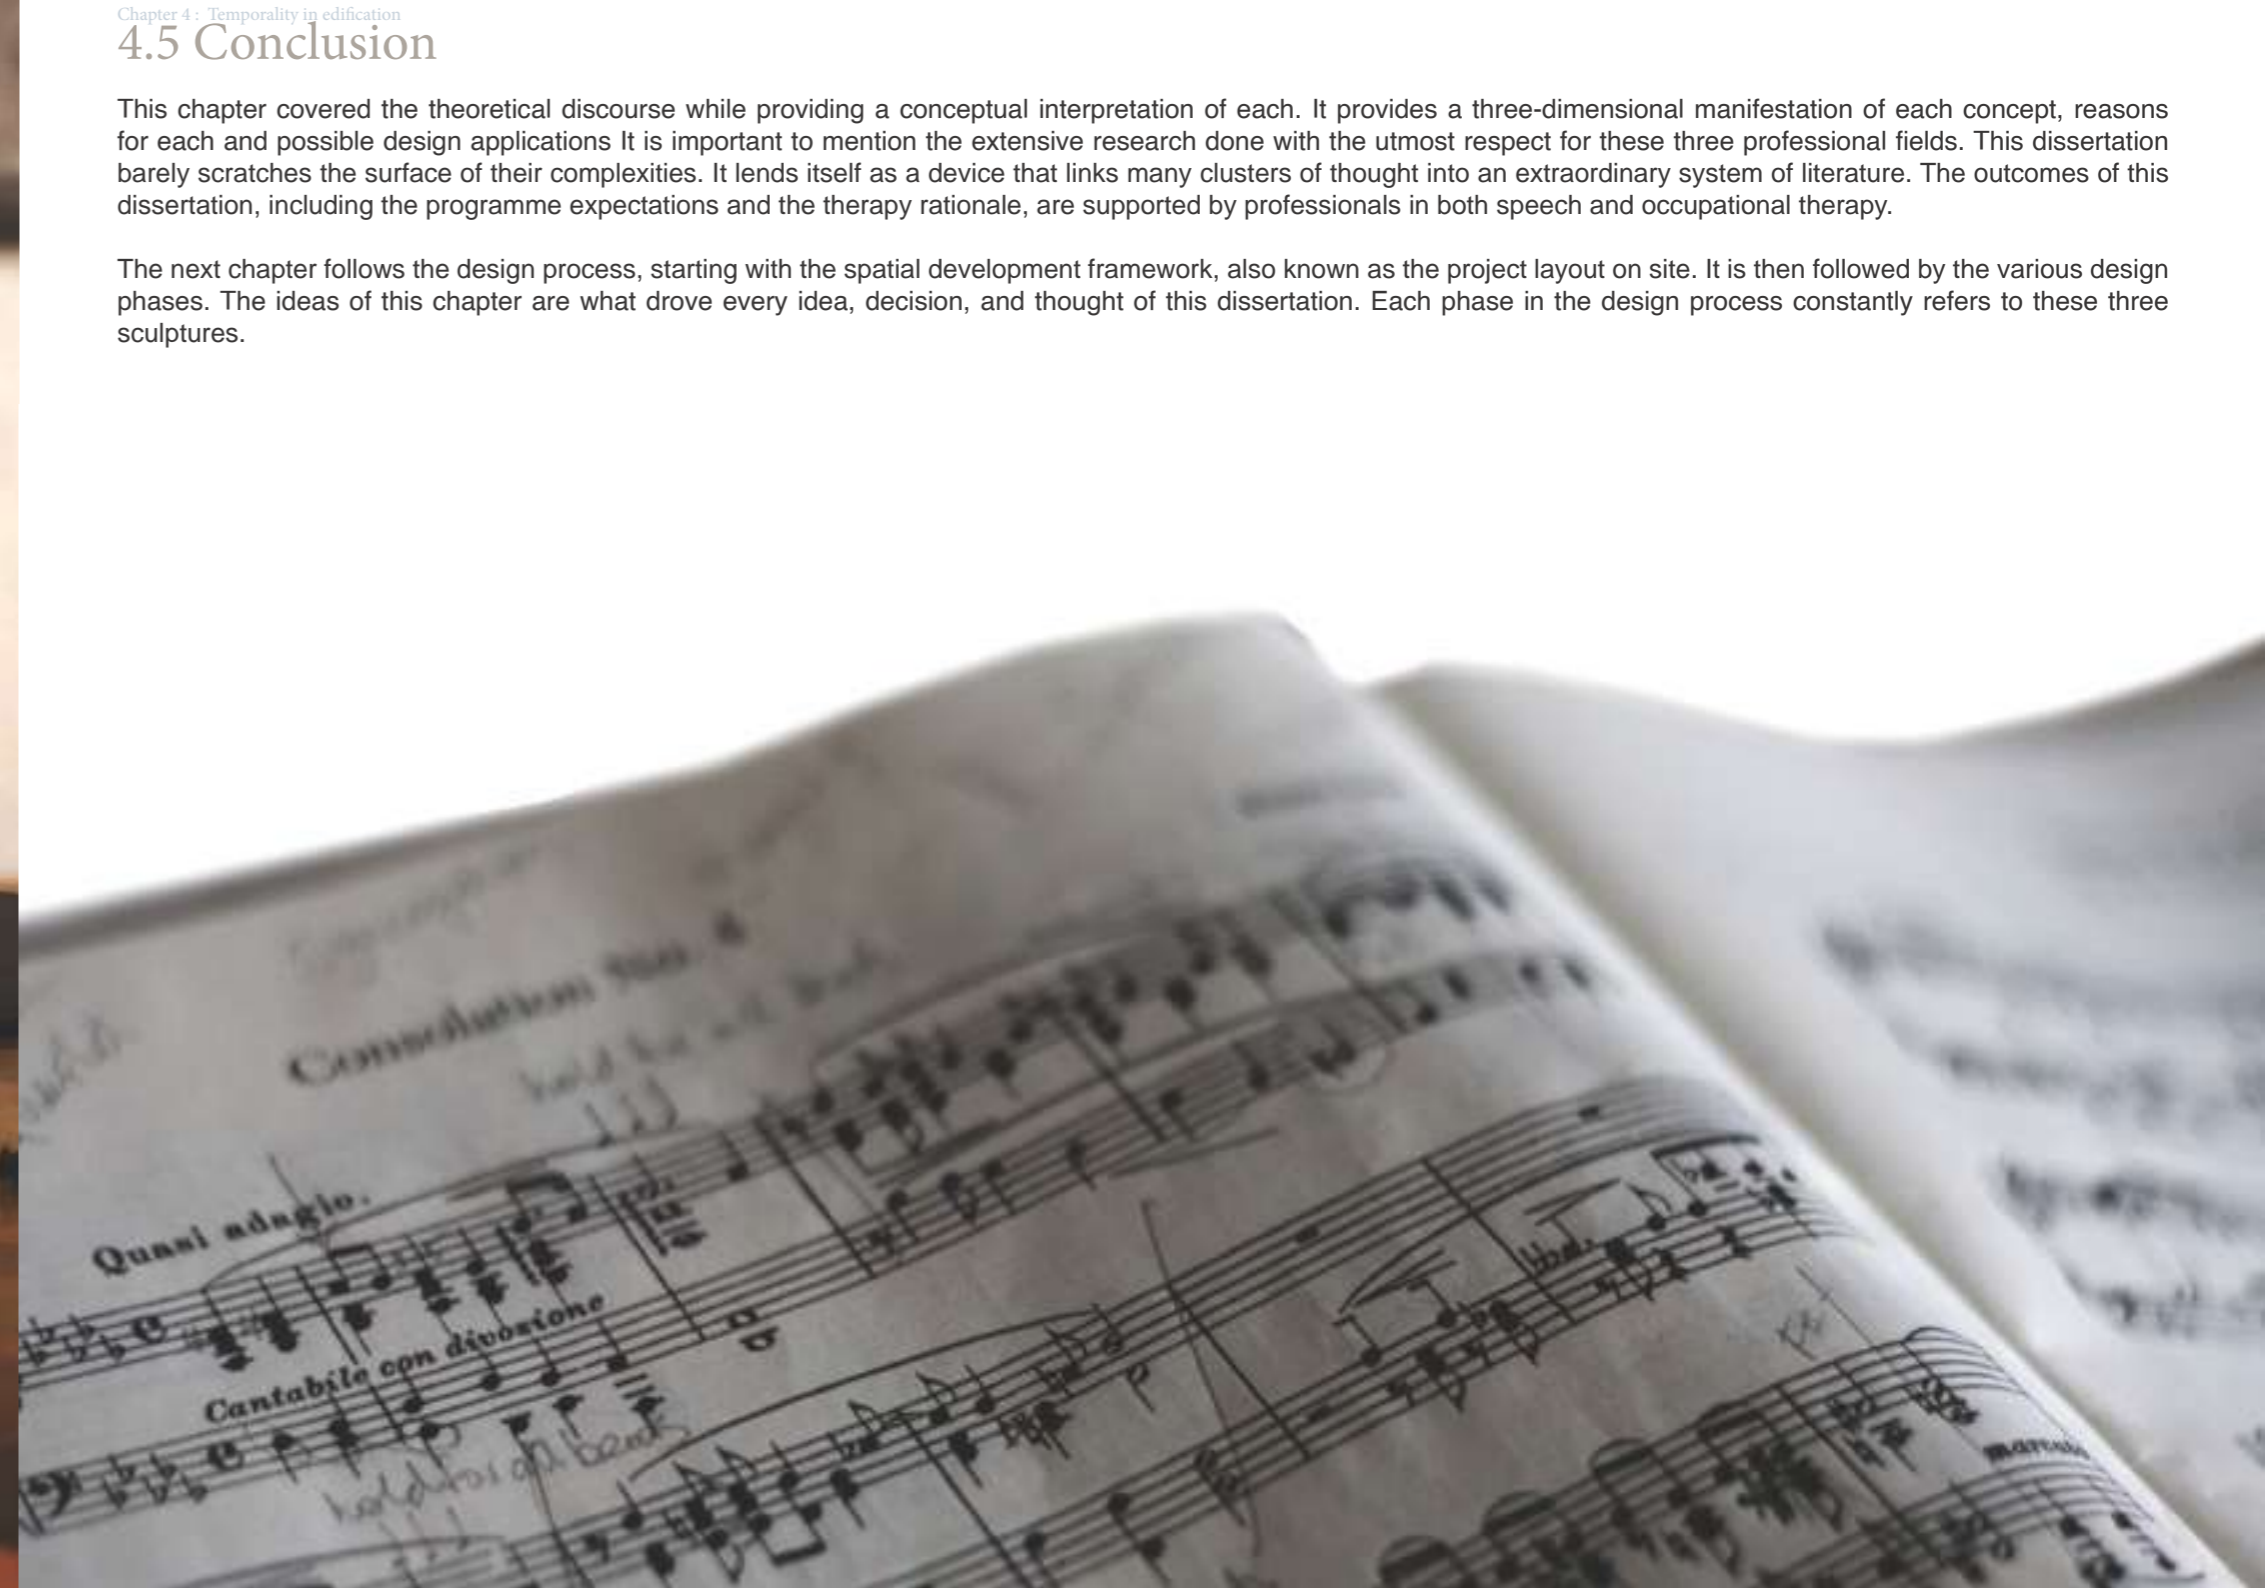 Chapter 4 : Temporality in edification
4.5 Conclusion
This chapter covered the theoretical discourse while providing a conceptual interpretation of each. It provides a three-dimensional manifestation of each concept, reasons
for each and possible design applications It is important to mention the extensive research done with the utmost respect for these three professional fields. This dissertation
barely scratches the surface of their complexities. It lends itself as a device that links many clusters of thought into an extraordinary system of literature. The outcomes of this
dissertation, including the programme expectations and the therapy rationale, are supported by professionals in both speech and occupational therapy.
The next chapter follows the design process, starting with the spatial development framework, also known as the project layout on site. It is then followed by the various design
phases. The ideas of this chapter are what drove every idea, decision, and thought of this dissertation. Each phase in the design process constantly refers to these three
sculptures.
Consolation No. 4
hold
Quasi adagio.
Cantabile con divozione
hold for all beats
marcato